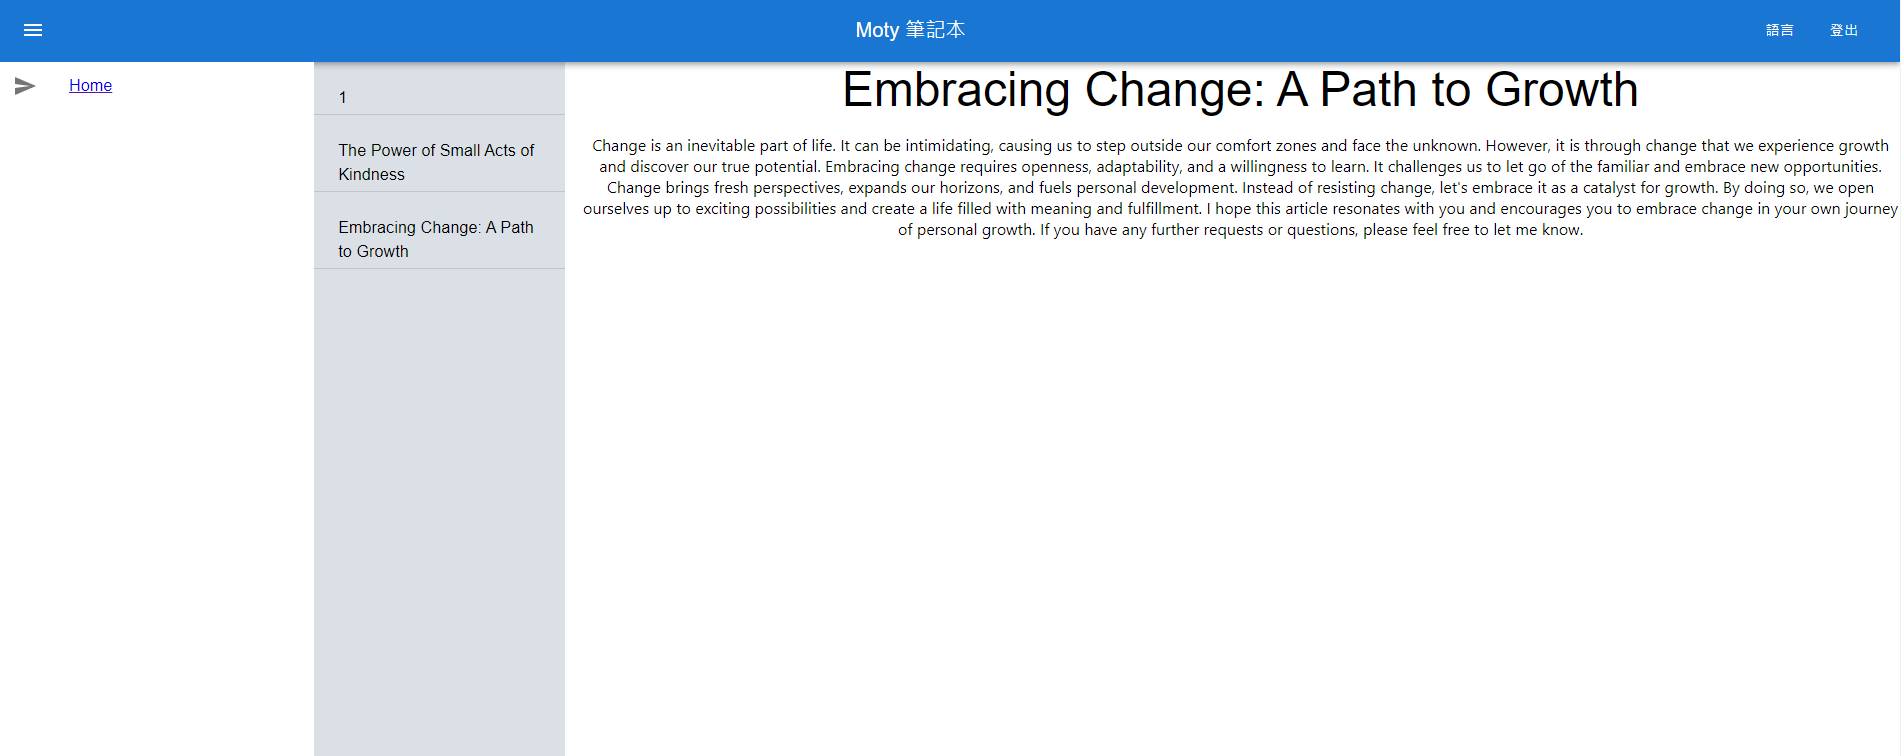 Moty 筆記本
語言
登出
Home
1
The Power of Small Acts of
Kindness
Embracing Change: A Path
to Growth
Embracing Change: A Path to Growth
Change is an inevitable part of life. It can be intimidating, causing us to step outside our comfort zones and face the unknown. However, it is through change that we experience growth
and discover our true potential. Embracing change requires openness, adaptability, and a willingness to learn. It challenges us to let go of the familiar and embrace new opportunities.
Change brings fresh perspectives, expands our horizons, and fuels personal development. Instead of resisting change, let's embrace it as a catalyst for growth. By doing so, we open
ourselves up to exciting possibilities and create a life filled with meaning and fulfillment. I hope this article resonates with you and encourages you to embrace change in your own journey
of personal growth. If you have any further requests or questions, please feel free to let me know.